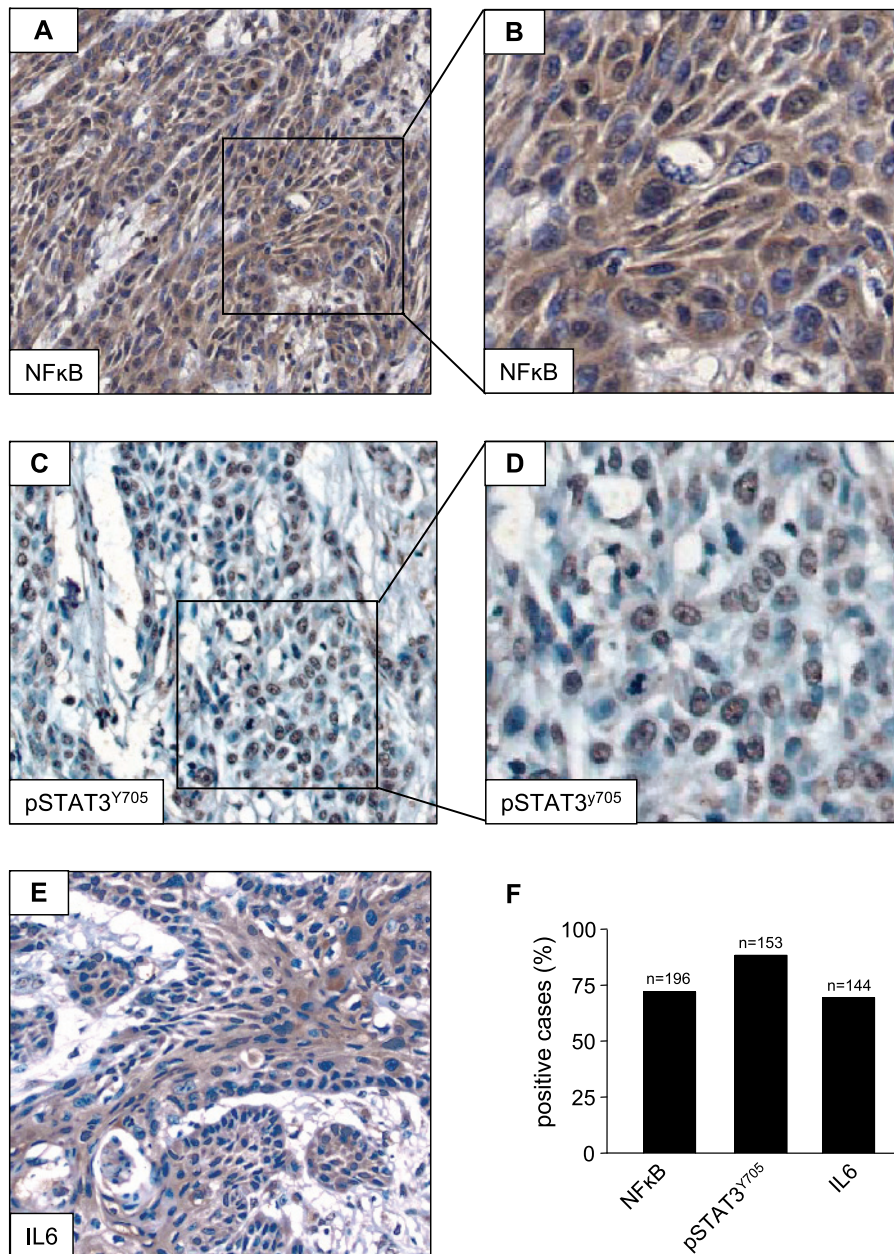 A
B
NFκB
NFκB
C
D
pSTAT3Y705
pSTAT3y705
E
IL6
F
100
75
50
25
0
positive cases (%)
n=196
n=153
n=144
NFκB
pSTAT3Y705
IL6